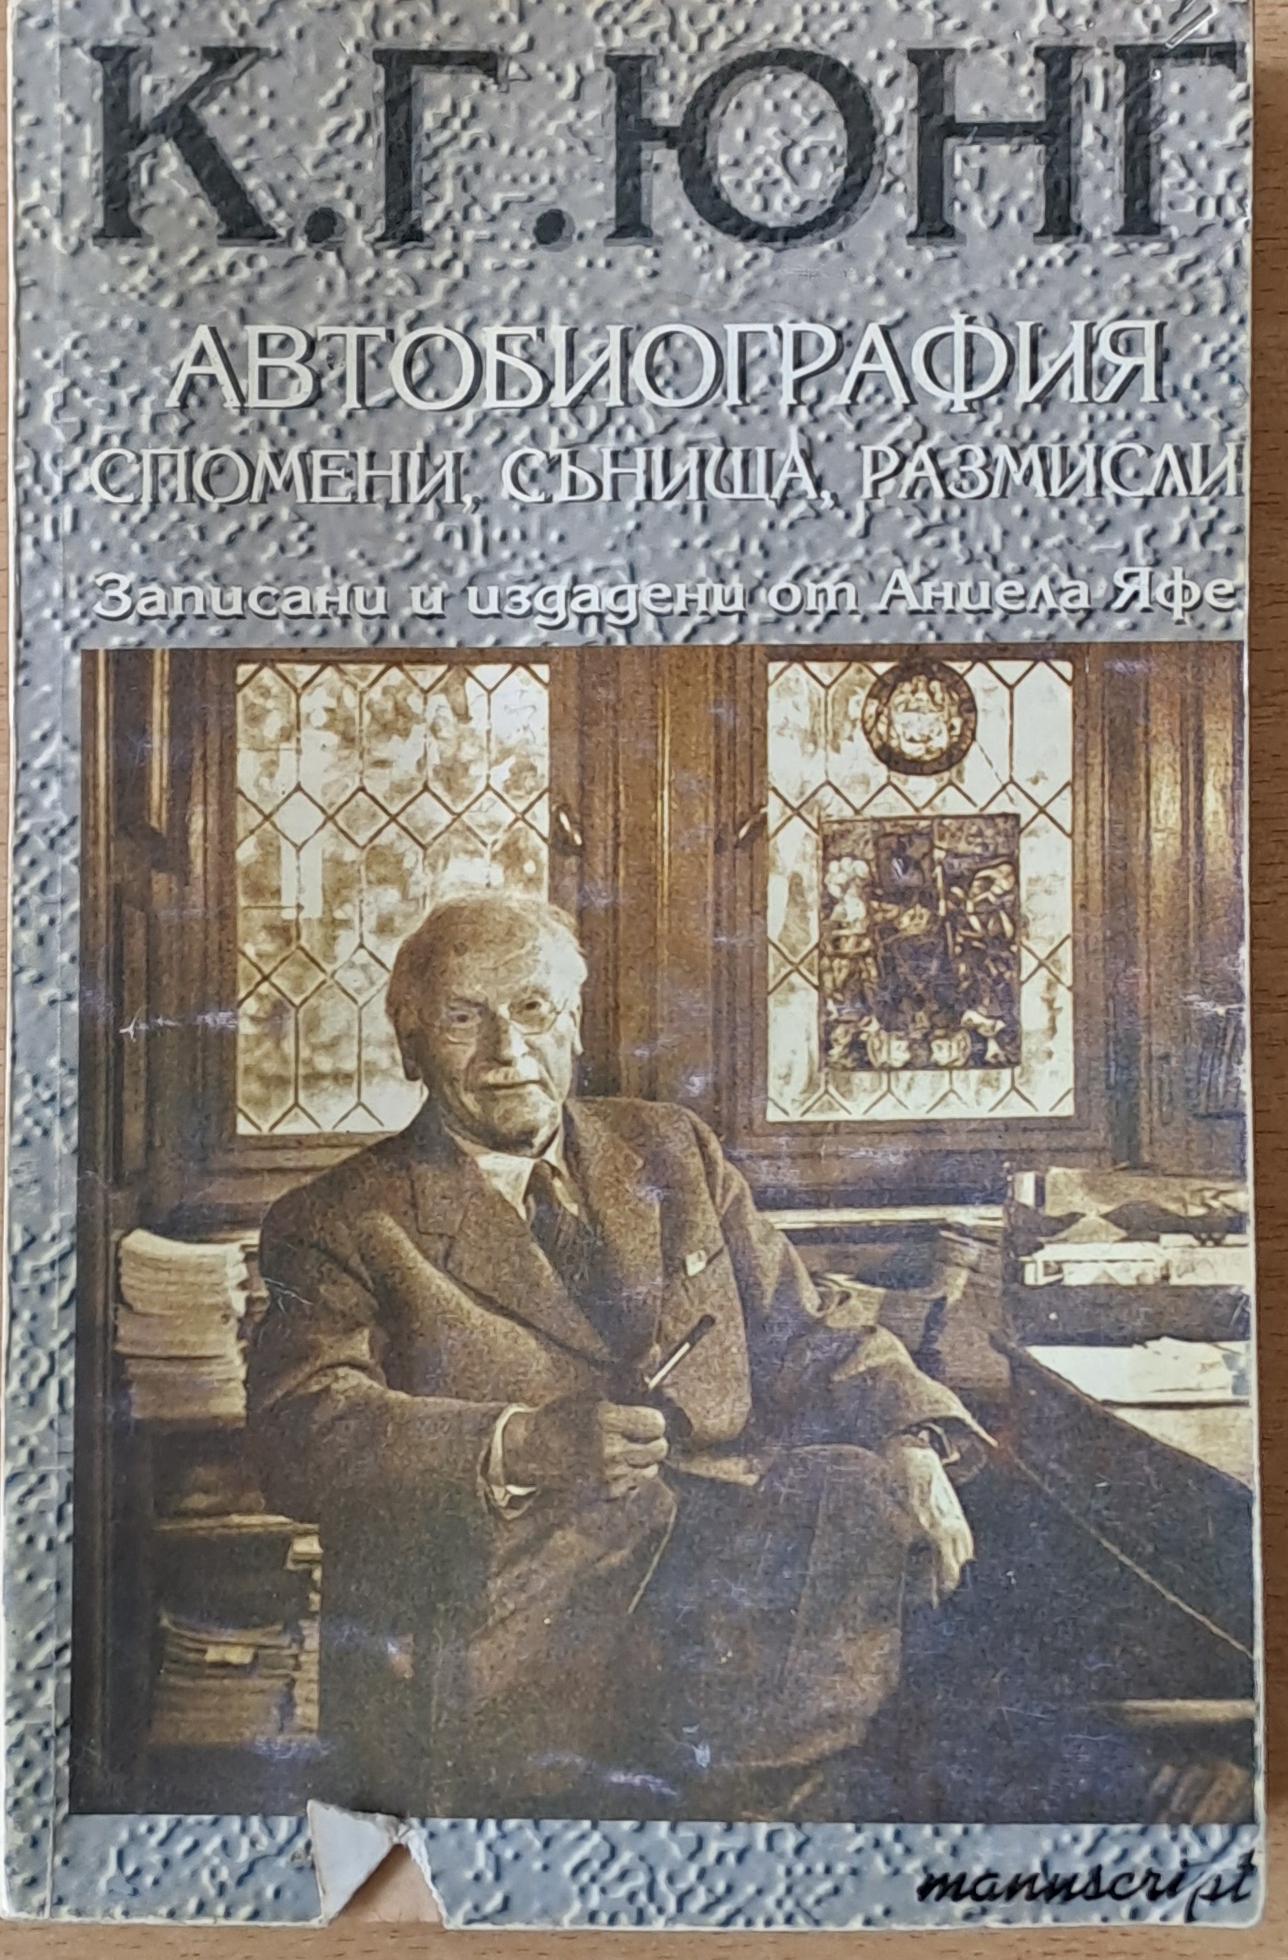 К.Г.ЮНГ
АВТОБИОГРАФИЯ
СПОМЕНИ, СЪНИЩА, РАЗМИСЛИ
Записани и издадени от Аниела Яфе
manuscript